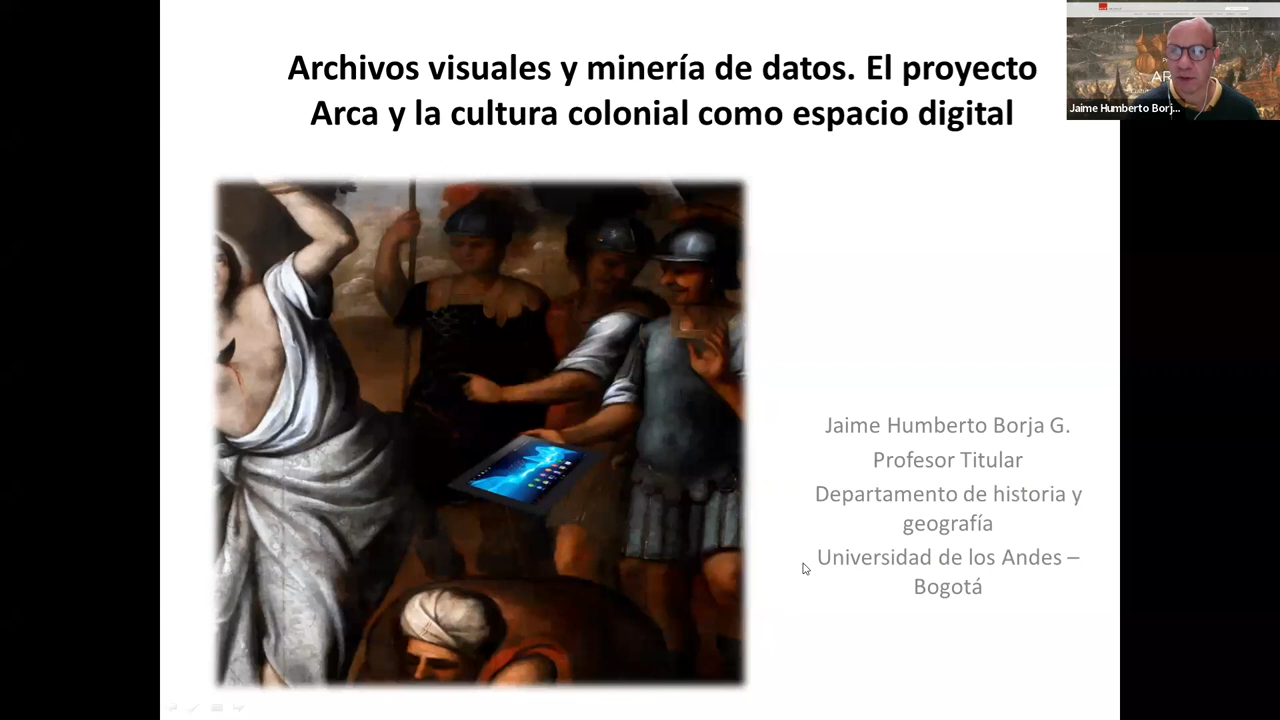 Archivos visuales y minería de datos. El proyecto
Arca y la cultura colonial como espacio digital
Jaime Humberto Borj...
Jaime Humberto Borja G.
Profesor Titular
Departamento de historia y
geografía
Universidad de los Andes –
Bogotá